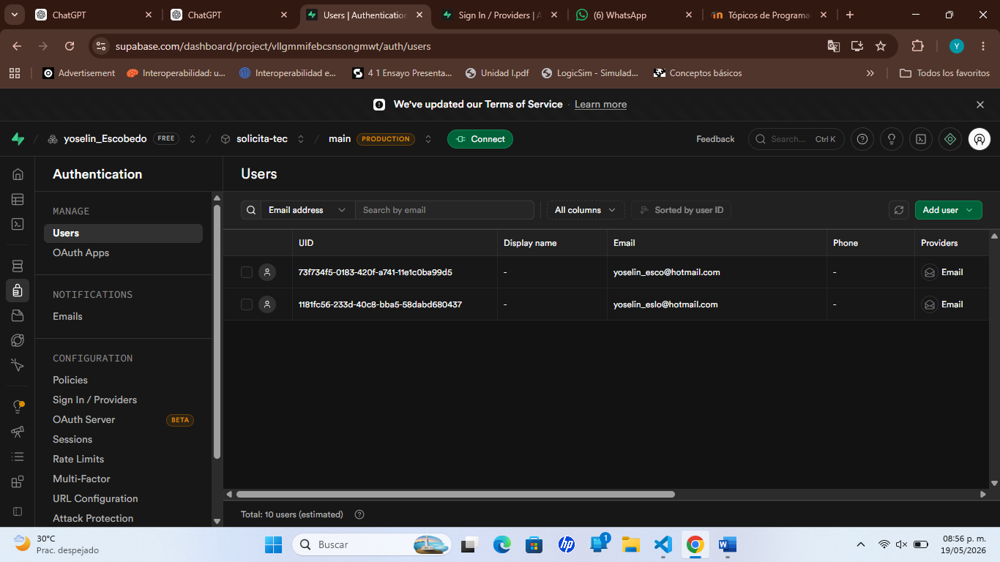 ChatGPT
ChatGPT
Users | Authentication
Sign In / Providers | A
(6) WhatsApp
Tópicos de Programa
supabase.com/dashboard/project/vllgmmifebcsnsongmwt/auth/users
Y
Advertisement
Interoperabilidad: u...
Interoperabilidad e...
4 1 Ensayo Presenta...
Unidad I.pdf
LogicSim - Simulad...
Conceptos básicos
Todos los favoritos
We've updated our Terms of Service · Learn more
yoselin_Escobedo FREE
solicita-tec
main PRODUCTION
Connect
Feedback
Search... Ctrl K
Authentication
MANAGE
Users
OAuth Apps
NOTIFICATIONS
Emails
CONFIGURATION
Policies
Sign In / Providers
OAuth Server BETA
Sessions
Rate Limits
Multi-Factor
URL Configuration
Attack Protection
Users
Email address
Search by email
All columns
Sorted by user ID
Add user
UID Display name Email Phone Providers
73f734f5-0183-420f-a741-11e1c0ba99d5 - yoselin_esco@hotmail.com - Email
1181fc56-233d-40c8-bba5-58dabd680437 - yoselin_eslo@hotmail.com - Email
Total: 10 users (estimated)
30°C
Prac. despejado
Buscar
hp
1
08:56 p. m.
19/05/2026